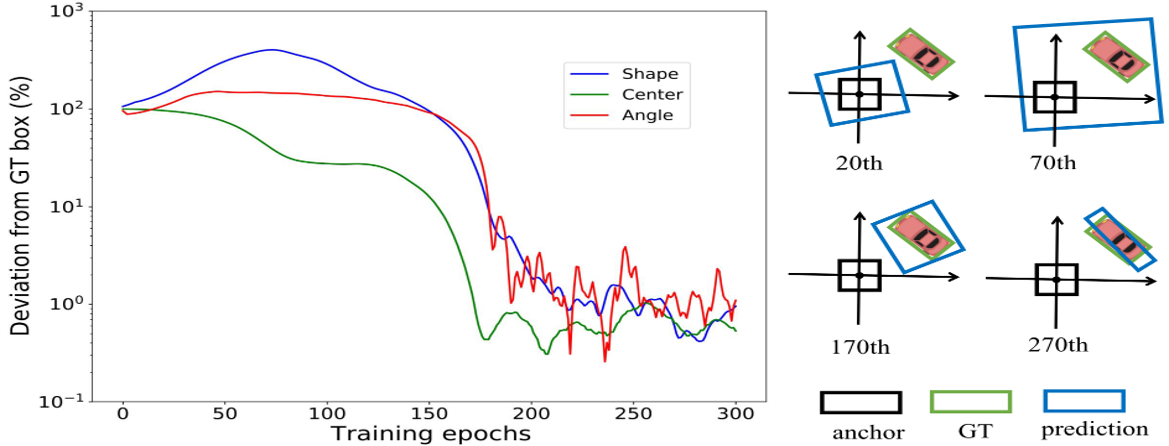 Deviation from GT box (%)
10³
10²
10¹
10⁰
10⁻¹
0 50 100 150 200 250 300
Training epochs
Shape
Center
Angle
20th 70th
170th 270th
anchor GT prediction